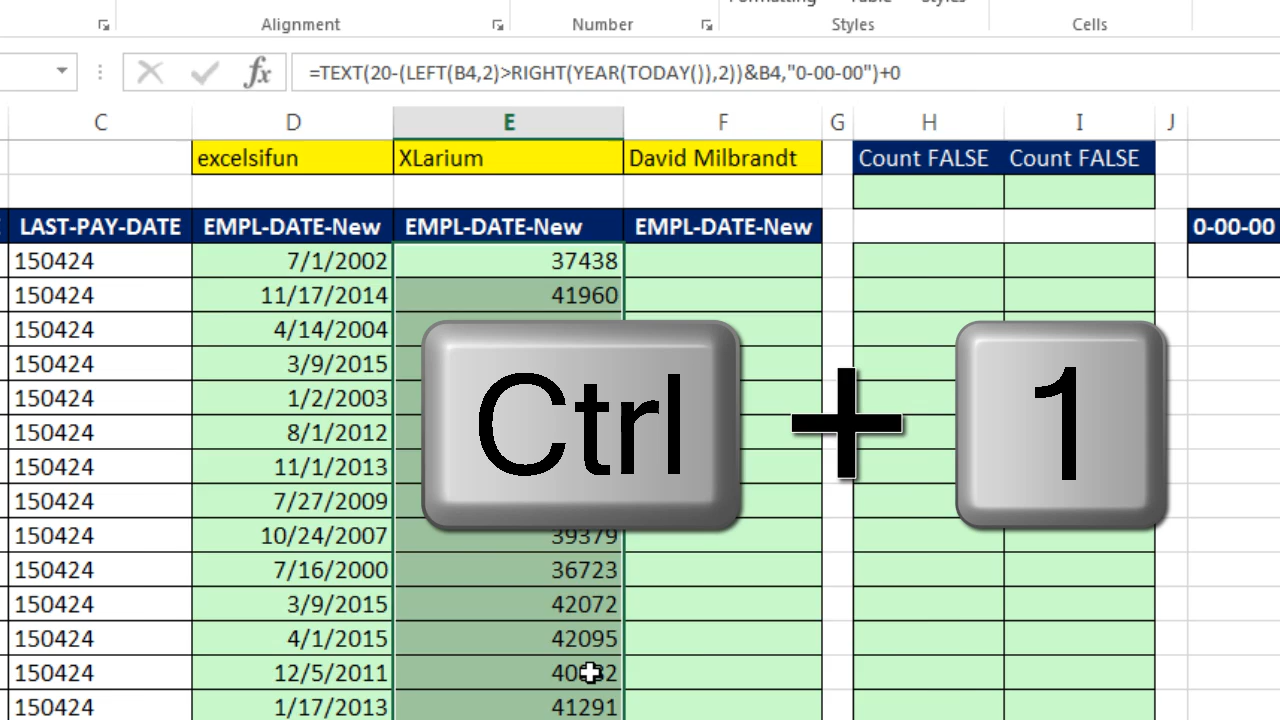 Alignment Number Styles Cells
fx =TEXT(20-(LEFT(B4,2)>RIGHT(YEAR(TODAY()),2))&B4,"0-00-00")+0
C D E F G H I J
excelsifun XLarium David Milbrandt Count FALSE Count FALSE
LAST-PAY-DATE EMPL-DATE-New EMPL-DATE-New EMPL-DATE-New 0-00-00
150424 7/1/2002 37438
150424 11/17/2014 41960
150424 4/14/2004
150424 3/9/2015
150424 1/2/2003
Ctrl + 1
150424 8/1/2012
150424 11/1/2013
150424 7/27/2009
150424 10/24/2007 39379
150424 7/16/2000 36723
150424 3/9/2015 42072
150424 4/1/2015 42095
150424 12/5/2011
150424 1/17/2013 41291